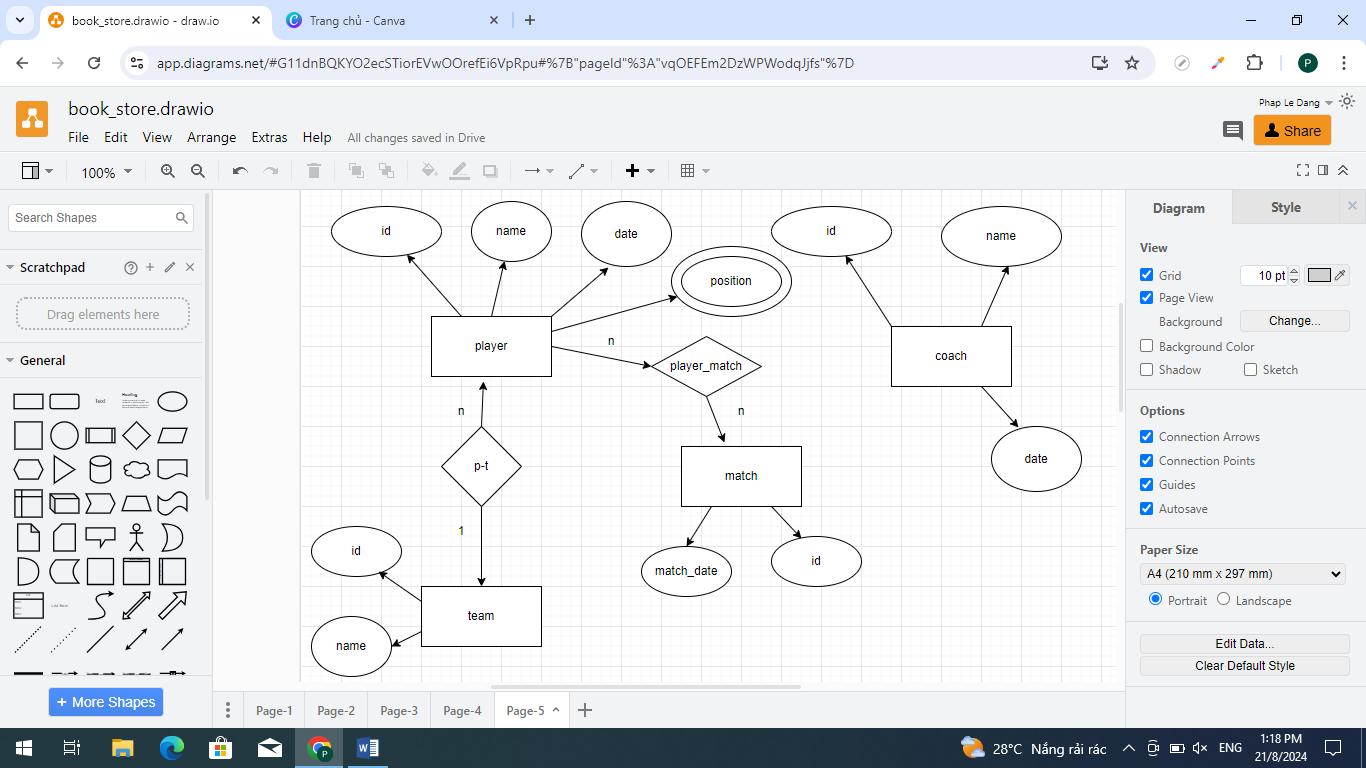 book_store.drawio - draw.io
Trang chủ - Canva
app.diagrams.net/#G11dnBQKYO2ecSTiorEvwOOrefEi6VpRpu#%7B"pageId"%3A"vqOEFEm2DzWPWodqJjfs"%7D
P
book_store.drawio
Phap Le Dang
File Edit View Arrange Extras Help All changes saved in Drive
Share
100%
Search Shapes
Scratchpad
Drag elements here
General
Text
Heading
List Item
More Shapes
id
name
date
position
id
name
player
n
player_match
coach
n
n
date
p-t
match
1
id
match_date
id
team
name
Diagram
Style
View
Grid
10 pt
Page View
Background
Change...
Background Color
Shadow
Sketch
Options
Connection Arrows
Connection Points
Guides
Autosave
Paper Size
A4 (210 mm x 297 mm)
Portrait
Landscape
Edit Data...
Clear Default Style
Page-1
Page-2
Page-3
Page-4
Page-5
28°C Nắng rải rác
ENG
1:18 PM
21/8/2024